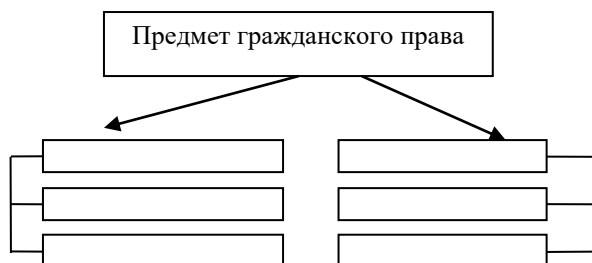 Предмет гражданского права